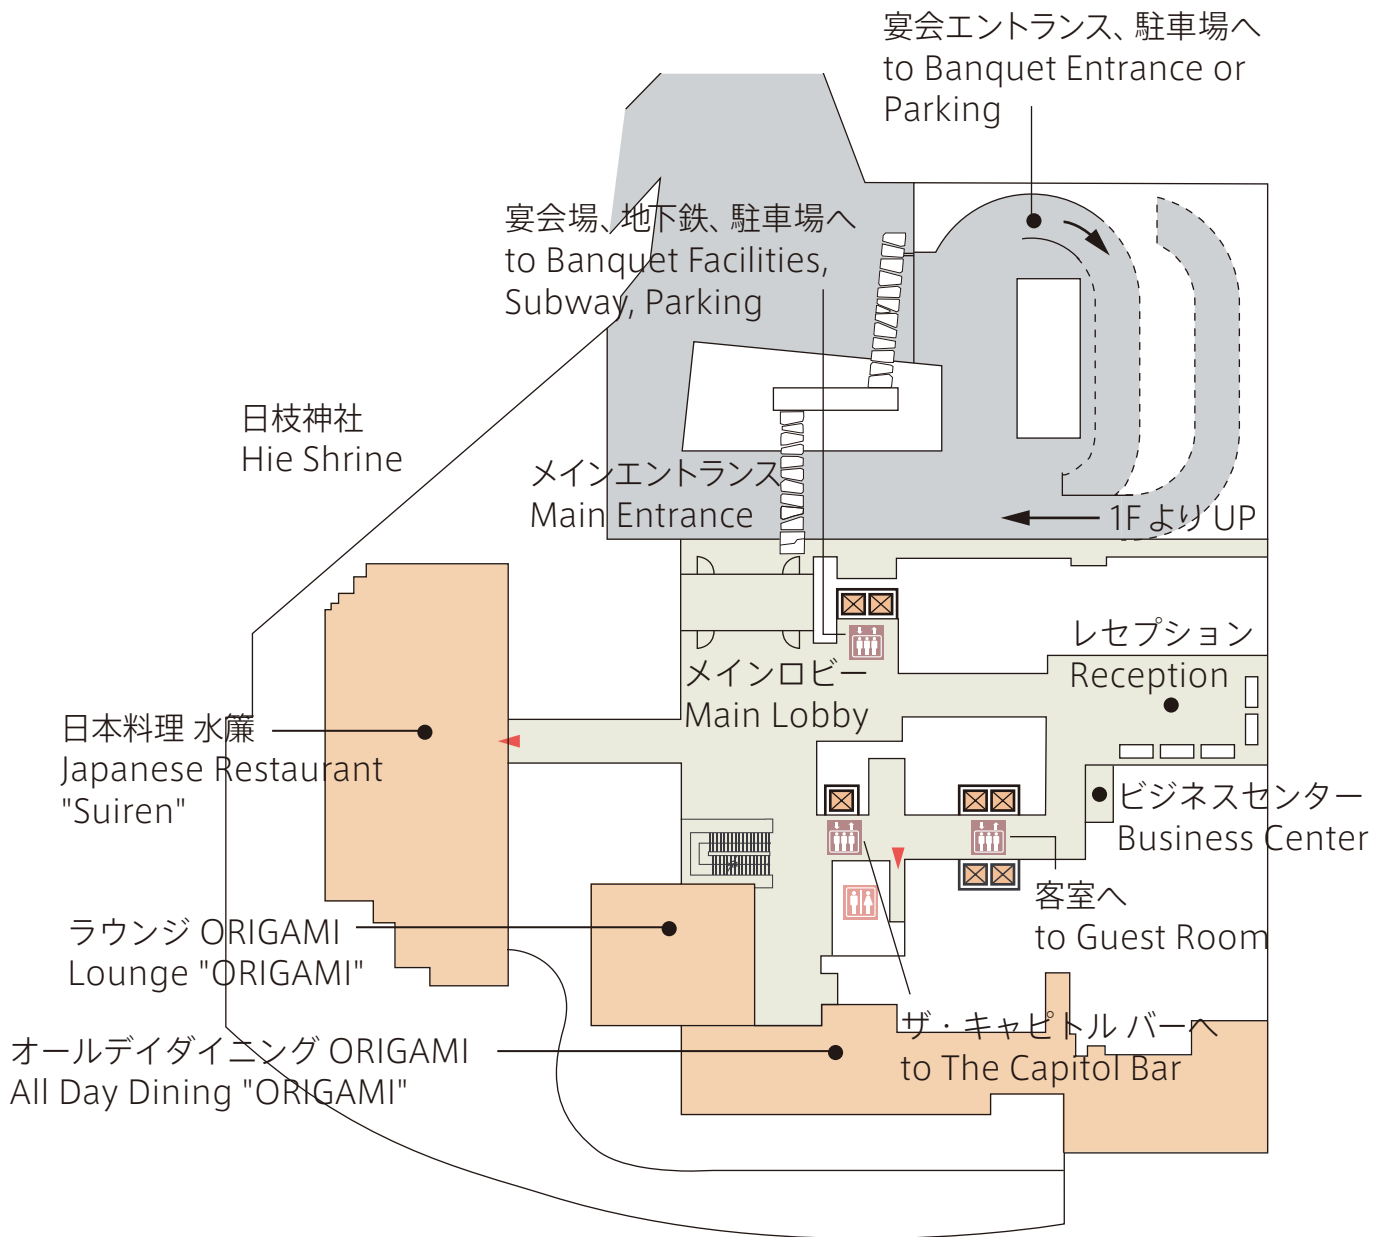 宴会エントランス、駐車場へ
to Banquet Entrance or
Parking
宴会場、地下鉄、駐車場へ
to Banquet Facilities,
Subway, Parking
日枝神社
Hie Shrine
メインエントランス
Main Entrance
1F より UP
レセプション
Reception
メインロビー
Main Lobby
日本料理 水簾
Japanese Restaurant
"Suiren"
ビジネスセンター
Business Center
客室へ
to Guest Room
ラウンジ ORIGAMI
Lounge "ORIGAMI"
ザ・キャピトル バーへ
to The Capitol Bar
オールデイダイニング ORIGAMI
All Day Dining "ORIGAMI"